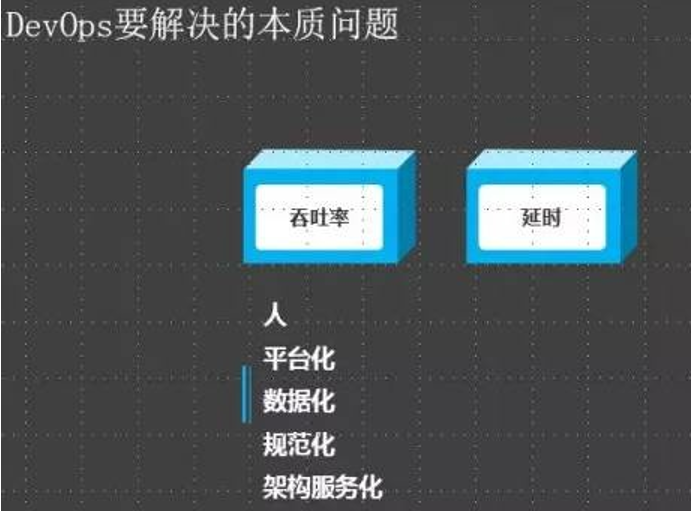 DevOps要解决的本质问题
吞吐率
延时
人
平台化
数据化
规范化
架构服务化